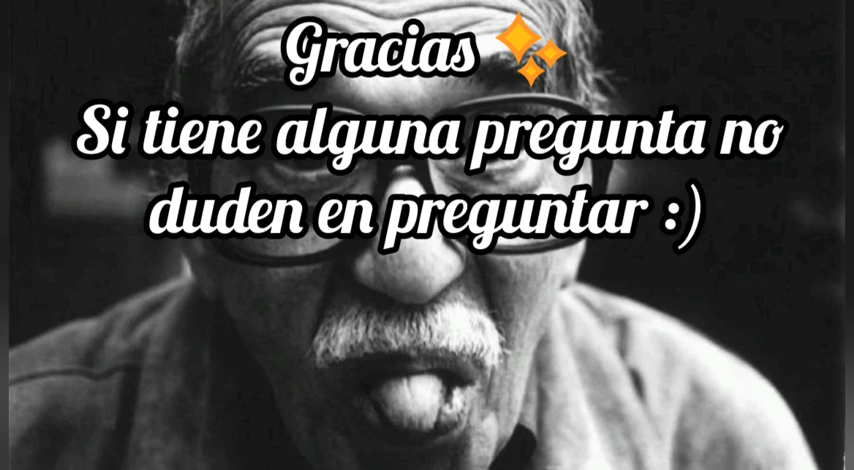 Gracias ✨
Si tiene alguna pregunta no
duden en preguntar :)